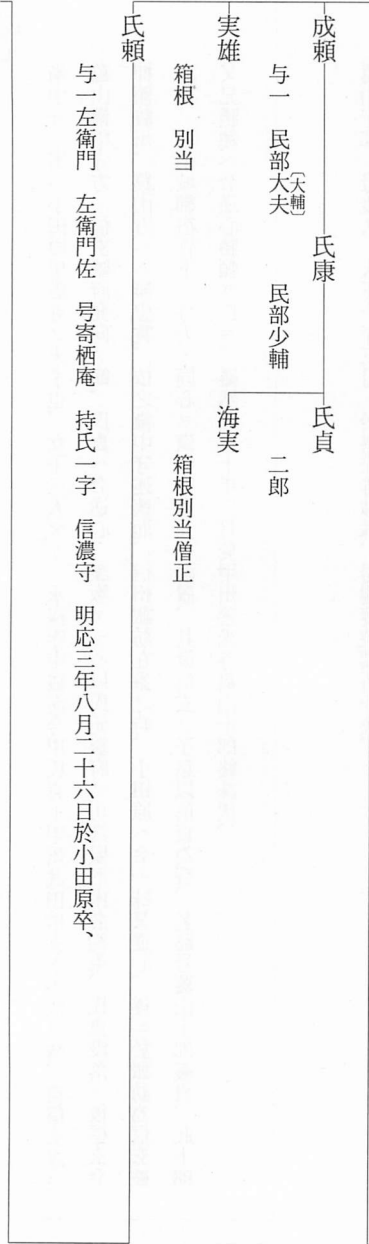 成頼 氏康 氏貞
与一 民部大夫〔大輔〕 民部少輔 二郎
実雄 海実
箱根 別当 箱根別当僧正
氏頼
与一左衛門 左衛門佐 号寄栖庵 持氏一字 信濃守 明応三年八月二十六日於小田原卒、